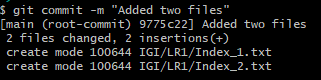 $ git commit -m "Added two files"
[main (root-commit) 9775c22] Added two files
 2 files changed, 2 insertions(+)
 create mode 100644 IGI/LR1/Index_1.txt
 create mode 100644 IGI/LR1/Index_2.txt